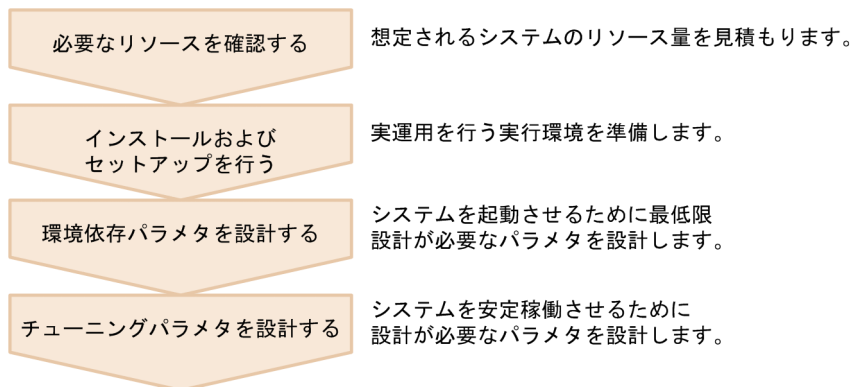 必要なリソースを確認する
想定されるシステムのリソース量を見積もります。
インストールおよび
セットアップを行う
実運用を行う実行環境を準備します。
環境依存パラメタを設計する
システムを起動させるために最低限
設計が必要なパラメタを設計します。
チューニングパラメタを設計する
システムを安定稼働させるために
設計が必要なパラメタを設計します。